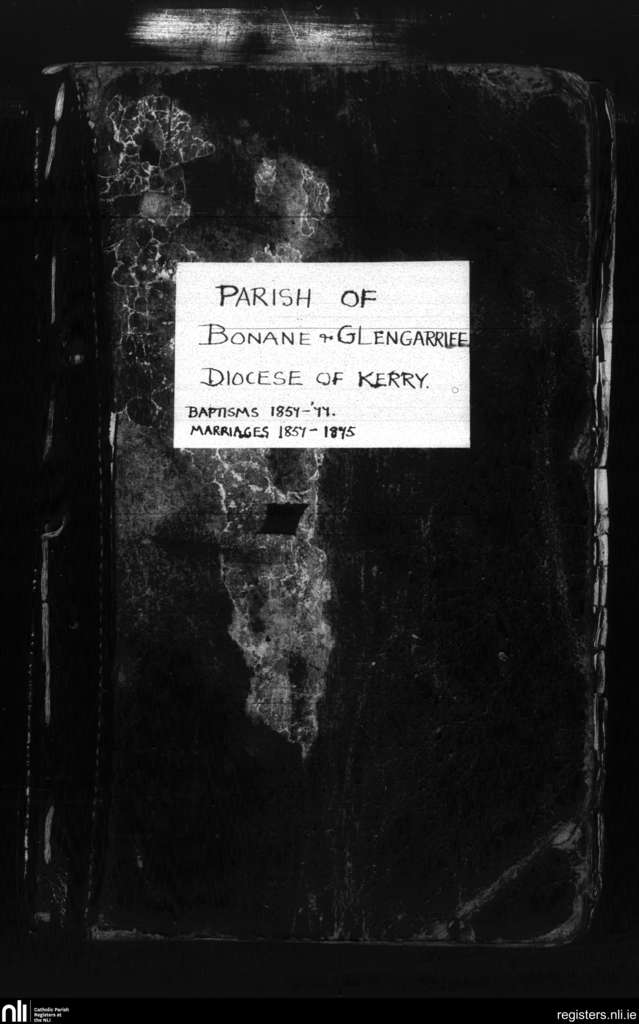 PARISH OF
BONANE & GLENGARRIFF
DIOCESE OF KERRY.
BAPTISMS 1857-'77.
MARRIAGES 1857-1875
nli
Catholic Parish
Registers at
the NLI
registers.nli.ie